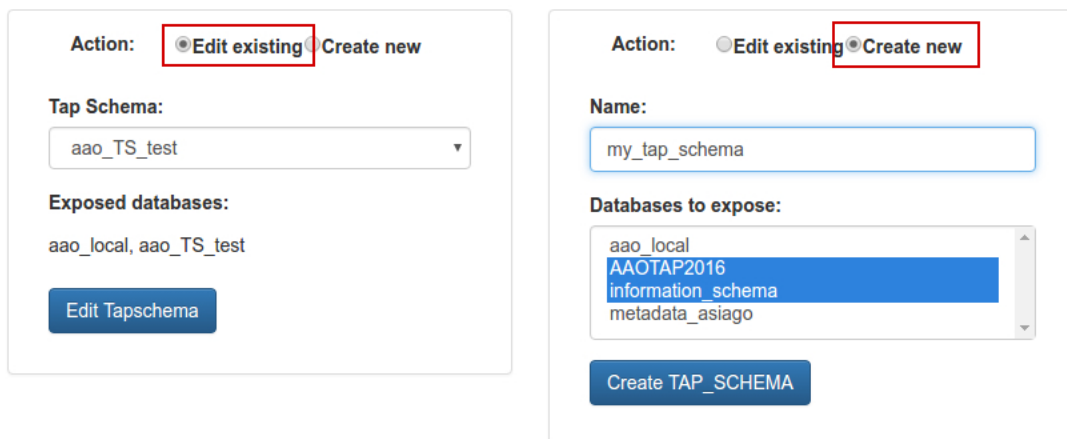 Action: Edit existing Create new
Tap Schema:
aao_TS_test
Exposed databases:
aao_local, aao_TS_test
Edit Tapschema
Action: Edit existing Create new
Name:
my_tap_schema
Databases to expose:
aao_local
AAOTAP2016
information_schema
metadata_asiago
Create TAP_SCHEMA